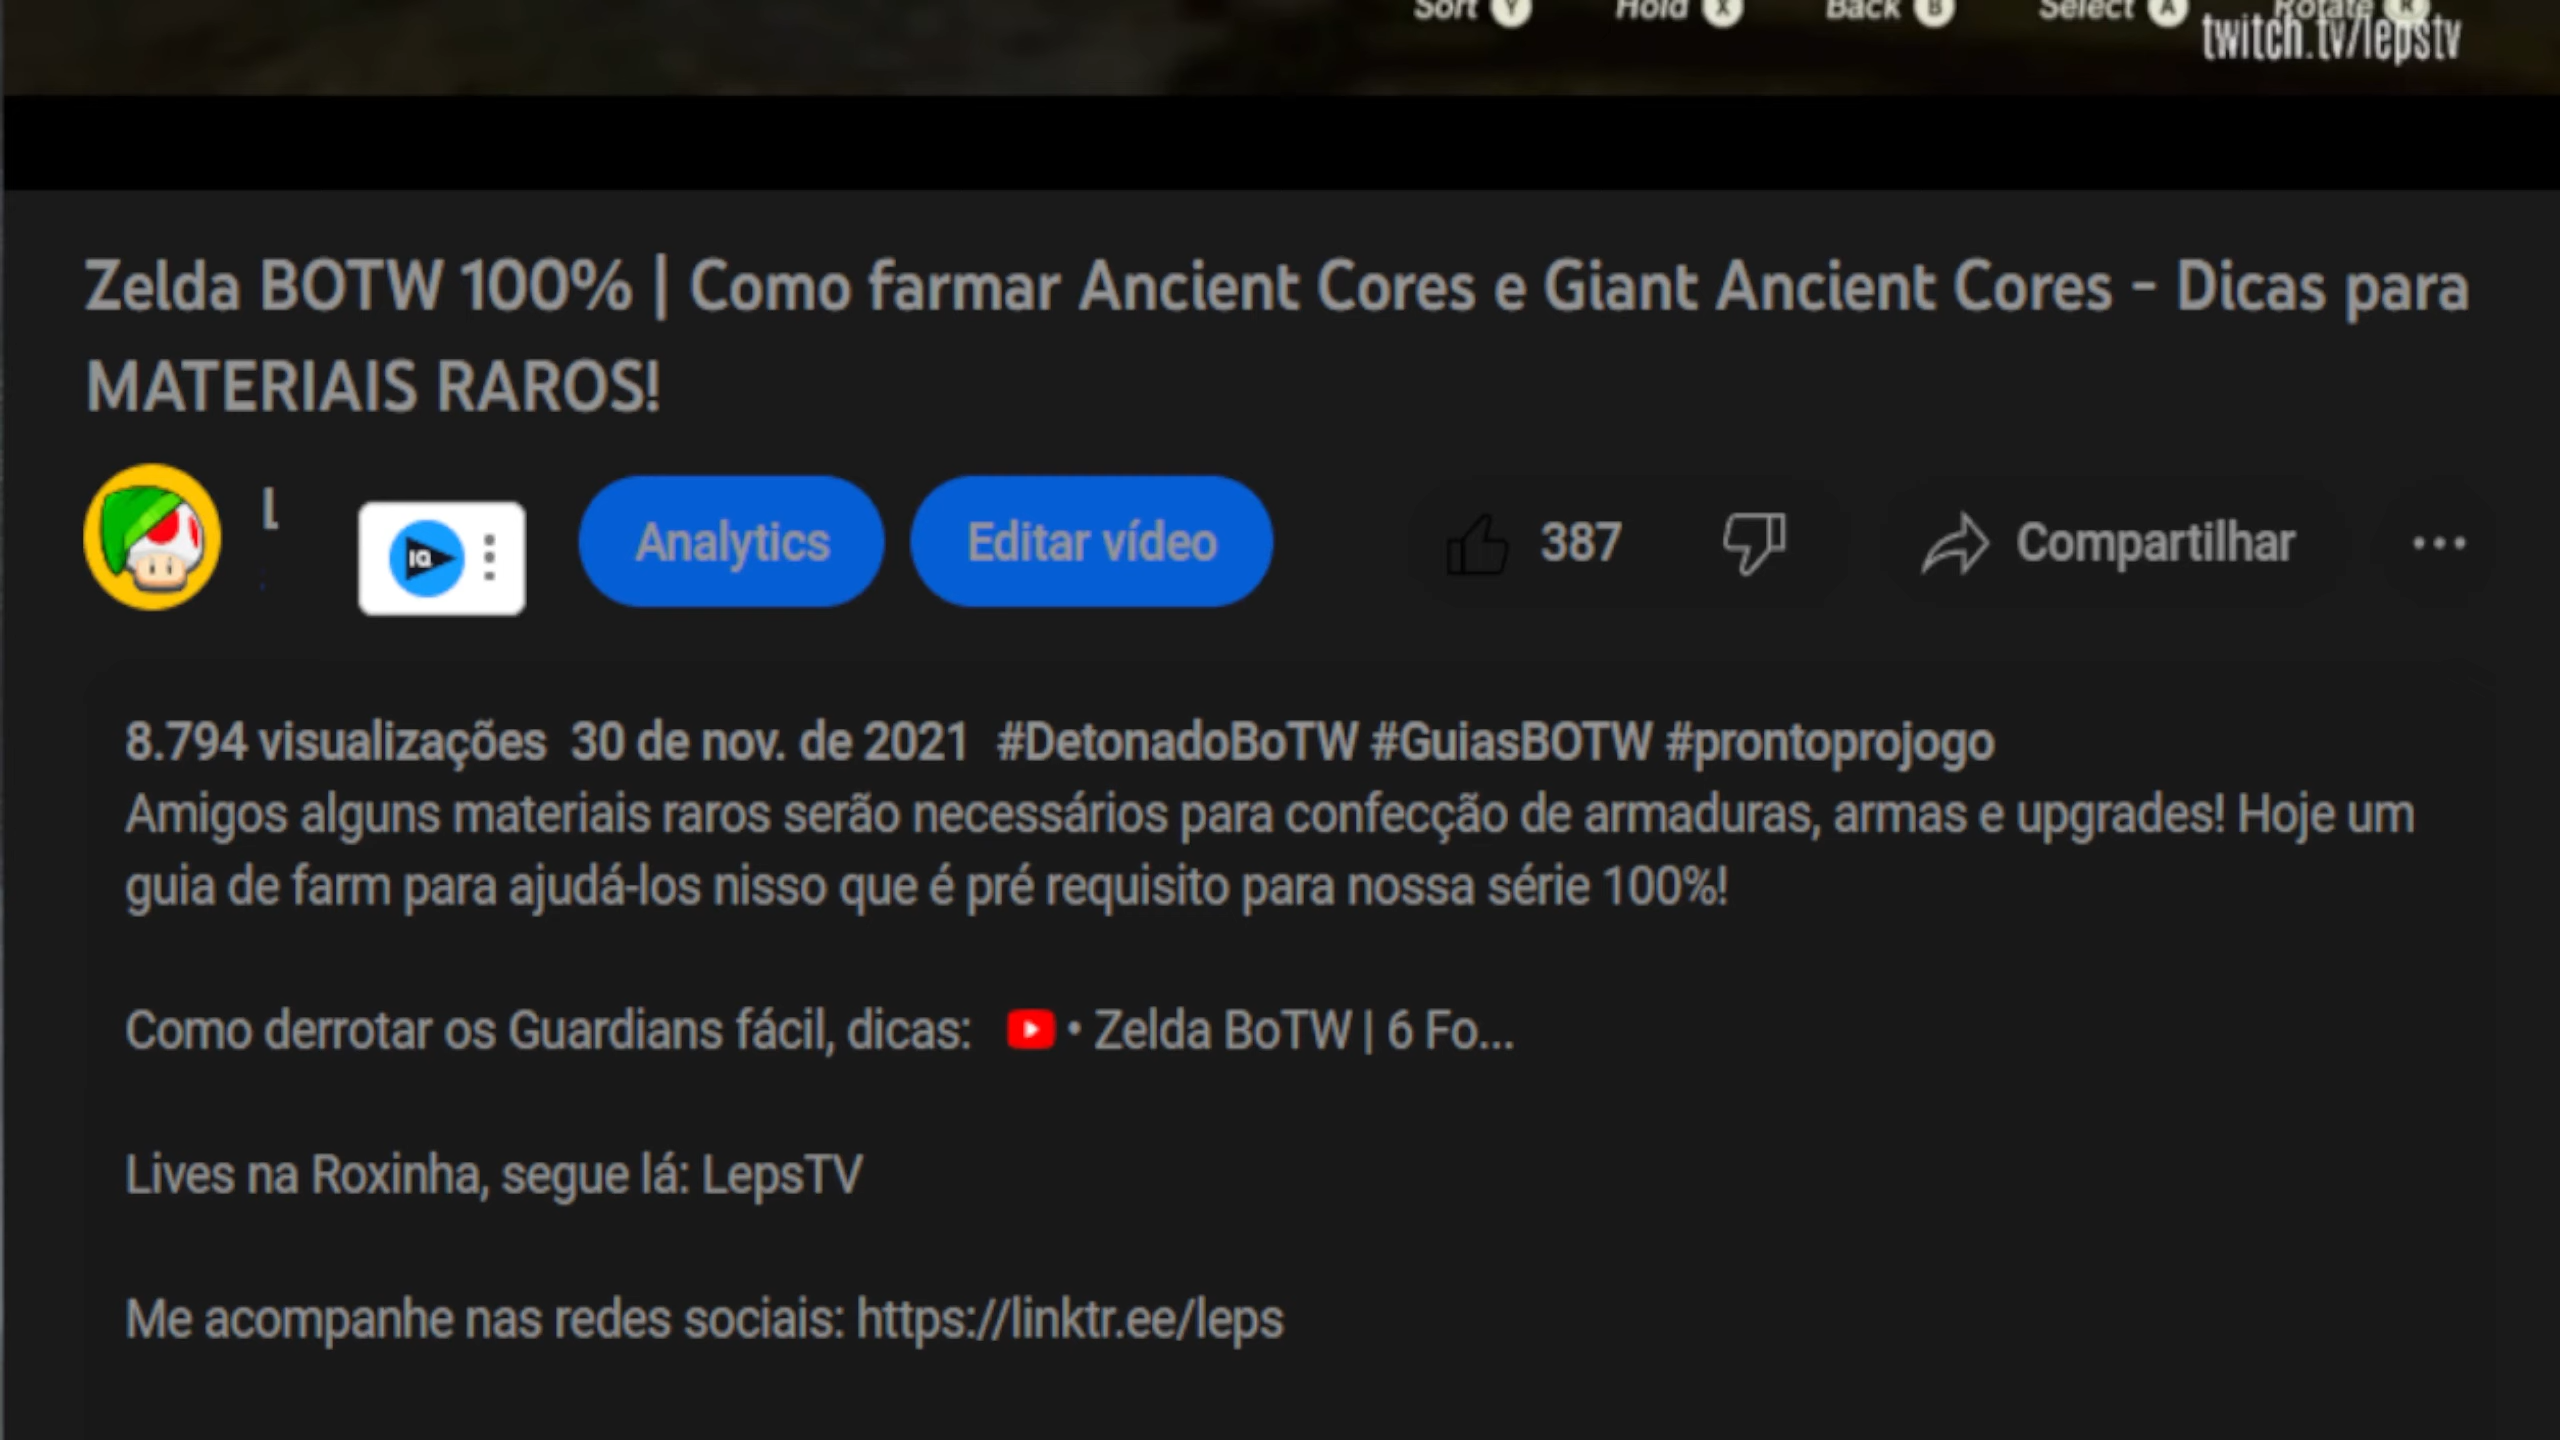 Sort Y Hold X Back B Select A Rotate R
twitch.tv/lepstv
Zelda BOTW 100% | Como farmar Ancient Cores e Giant Ancient Cores - Dicas para
MATERIAIS RAROS!
L
IQ
Analytics
Editar vídeo
387
Compartilhar
8.794 visualizações 30 de nov. de 2021 #DetonadoBoTW #GuiasBOTW #prontoprojogo
Amigos alguns materiais raros serão necessários para confecção de armaduras, armas e upgrades! Hoje um
guia de farm para ajudá-los nisso que é pré requisito para nossa série 100%!
Como derrotar os Guardians fácil, dicas: • Zelda BoTW | 6 Fo...
Lives na Roxinha, segue lá: LepsTV
Me acompanhe nas redes sociais: https://linktr.ee/leps